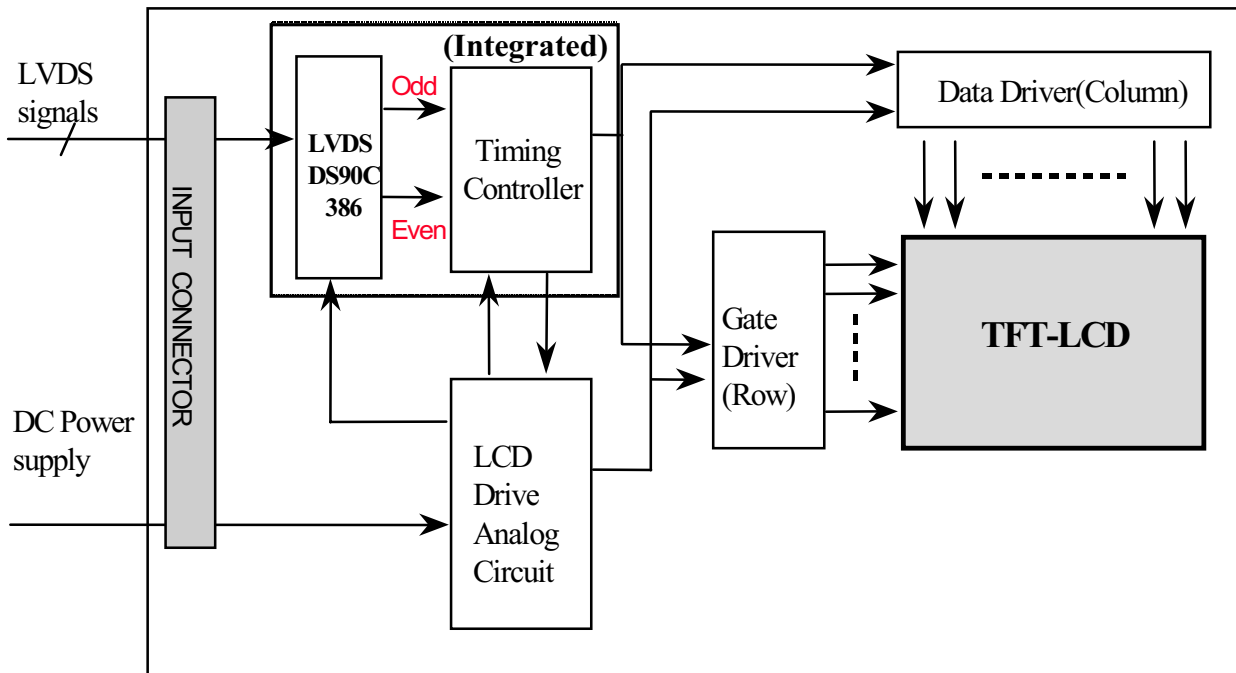 LVDS
signals
(Integrated)
LVDS
DS90C
386
Odd
Even
Timing
Controller
Data Driver(Column)
INPUT CONNECTOR
Gate
Driver
(Row)
TFT-LCD
DC Power
supply
LCD
Drive
Analog
Circuit